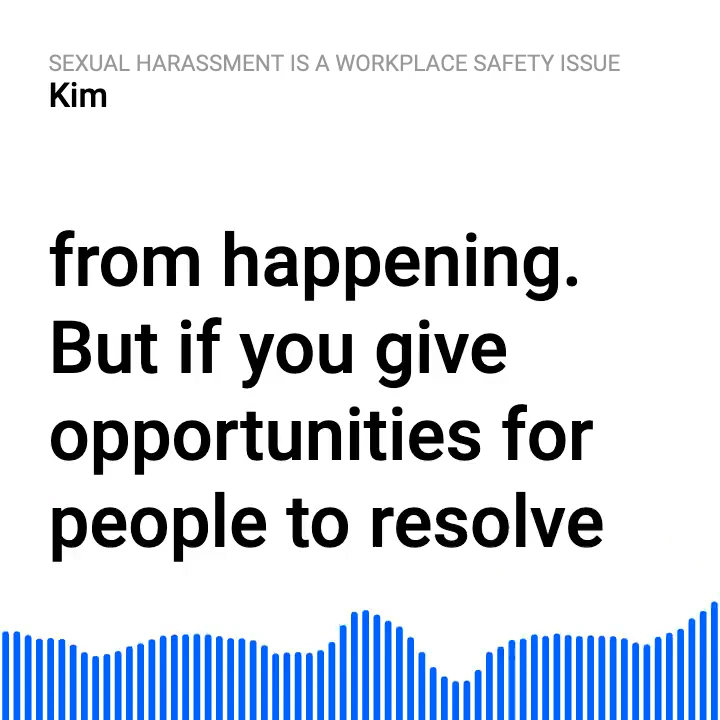 SEXUAL HARASSMENT IS A WORKPLACE SAFETY ISSUE
Kim
from happening.
But if you give
opportunities for
people to resolve